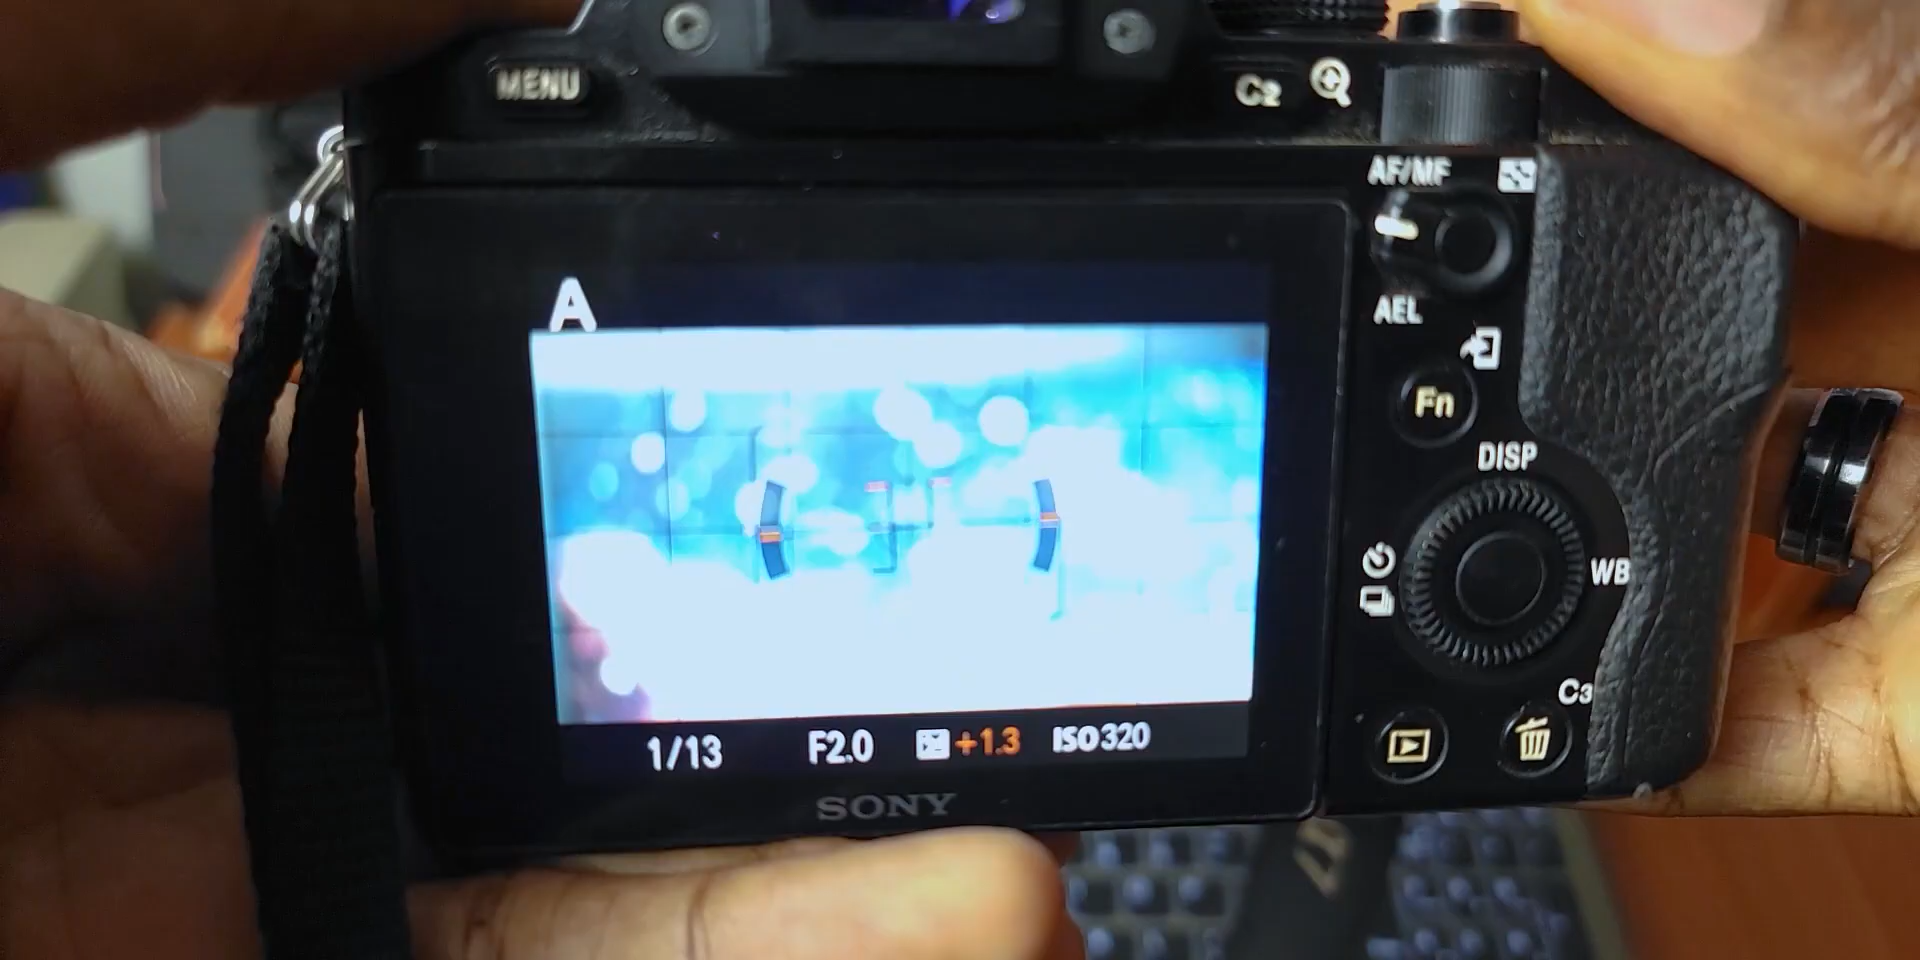 MENU
C2
AF/MF
A
AEL
Fn
DISP
WB
C3
1/13 F2.0 +1.3 ISO320
SONY